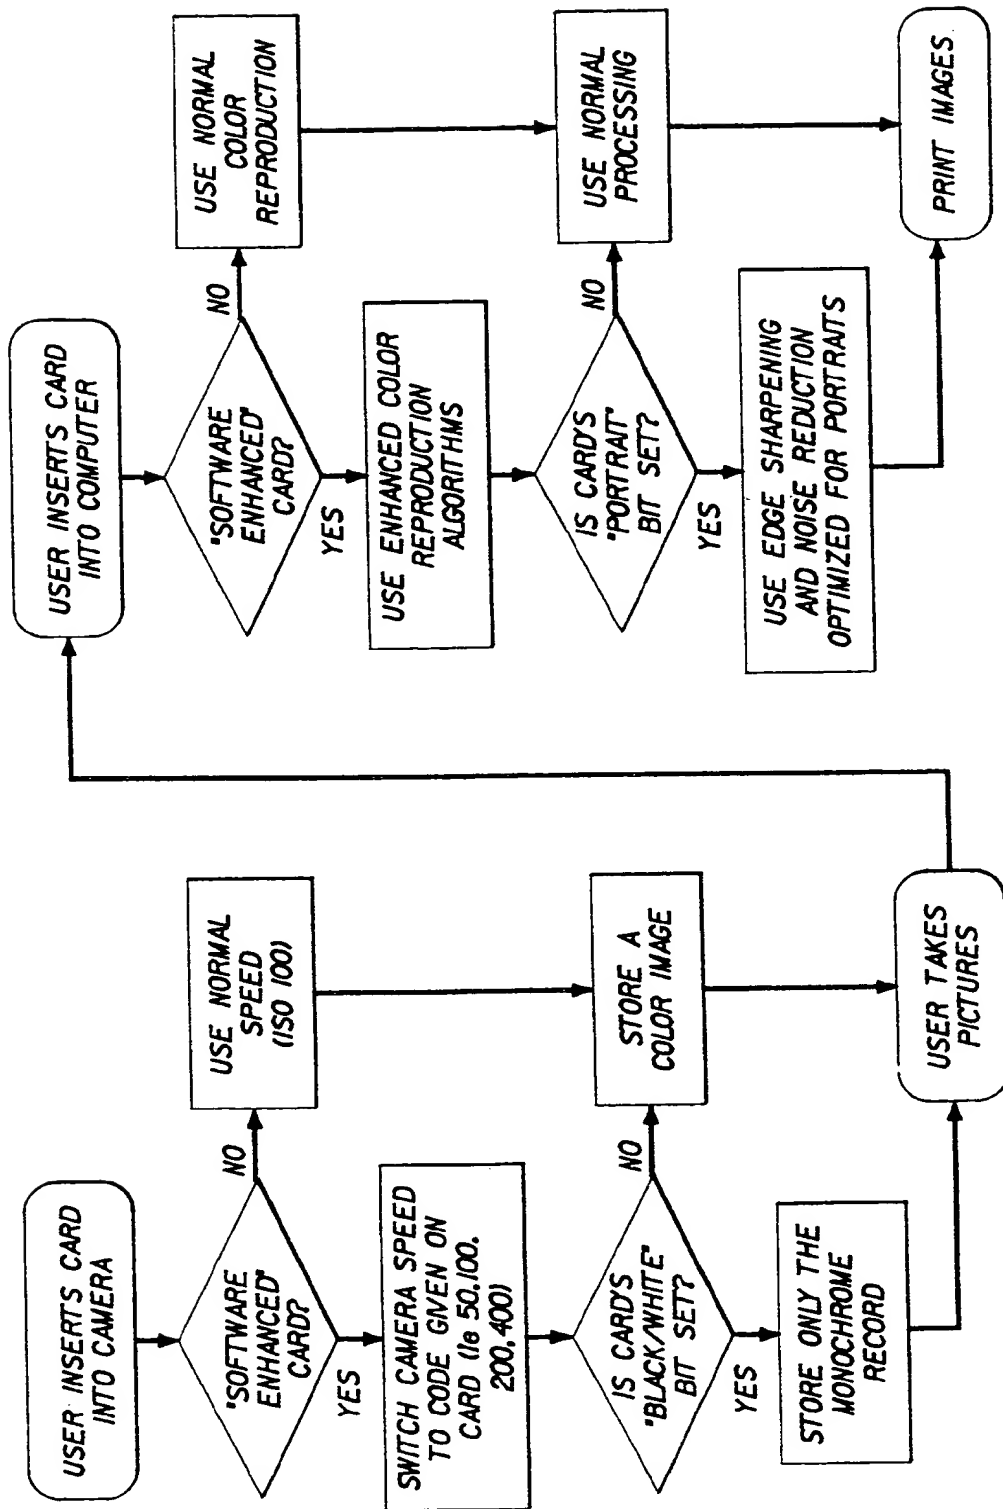 USER INSERTS CARD
INTO CAMERA
"SOFTWARE
ENHANCED"
CARD?
NO
USE NORMAL
SPEED
(ISO 100)
YES
SWITCH CAMERA SPEED
TO CODE GIVEN ON
CARD (Ie 50,100,
200,400)
IS CARD'S
"BLACK/WHITE"
BIT SET?
NO
STORE A
COLOR IMAGE
YES
STORE ONLY THE
MONOCHROME
RECORD
USER TAKES
PICTURES
USER INSERTS CARD
INTO COMPUTER
"SOFTWARE
ENHANCED"
CARD?
NO
USE NORMAL
COLOR
REPRODUCTION
YES
USE ENHANCED COLOR
REPRODUCTION
ALGORITHMS
IS CARD'S
"PORTRAIT"
BIT SET?
NO
USE NORMAL
PROCESSING
YES
USE EDGE SHARPENING
AND NOISE REDUCTION
OPTIMIZED FOR PORTRAITS
PRINT IMAGES